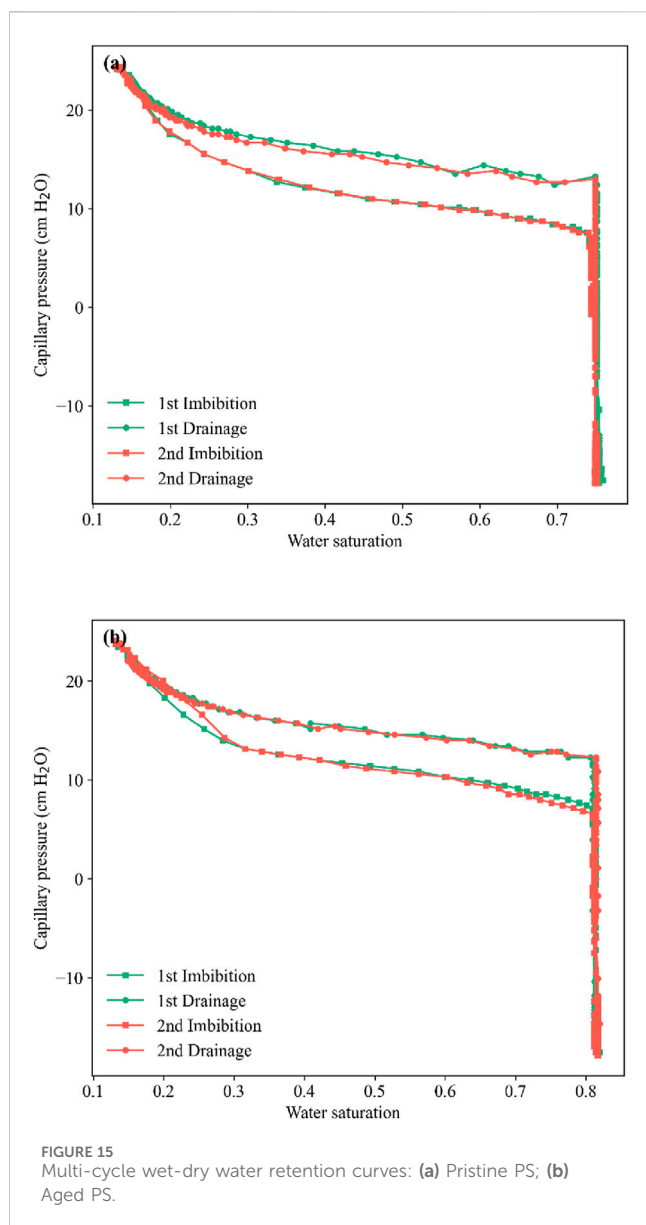 (a)
20
10
0
−10
Capillary pressure (cm H₂O)
1st Imbibition
1st Drainage
2nd Imbibition
2nd Drainage
0.1 0.2 0.3 0.4 0.5 0.6 0.7
Water saturation
(b)
20
10
0
−10
Capillary pressure (cm H₂O)
1st Imbibition
1st Drainage
2nd Imbibition
2nd Drainage
0.1 0.2 0.3 0.4 0.5 0.6 0.7 0.8
Water saturation
FIGURE 15
Multi-cycle wet-dry water retention curves: (a) Pristine PS; (b)
Aged PS.